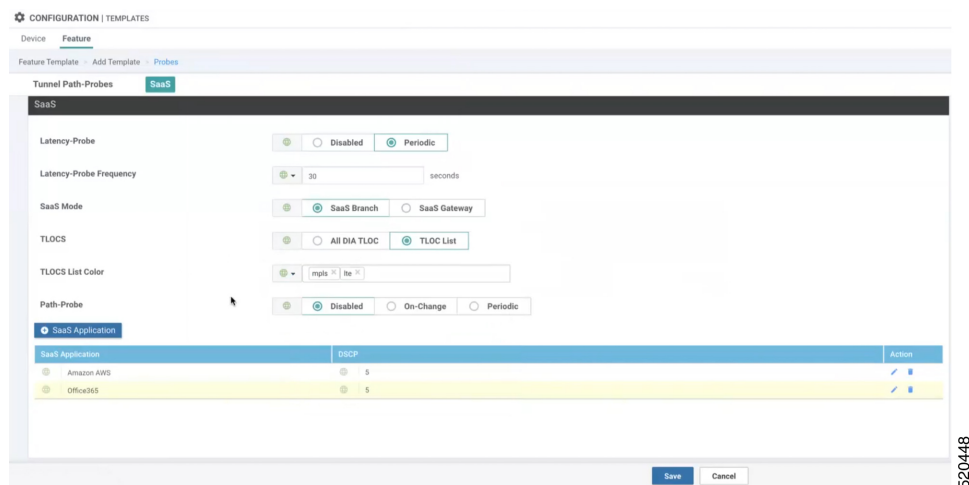 CONFIGURATION | TEMPLATES
Device Feature
Feature Template > Add Template > Probes
Tunnel Path-Probes SaaS
SaaS
Latency-Probe Disabled Periodic
Latency-Probe Frequency 30 seconds
SaaS Mode SaaS Branch SaaS Gateway
TLOCS All DIA TLOC TLOC List
TLOCS List Color mpls × lte ×
Path-Probe Disabled On-Change Periodic
SaaS Application
SaaS Application DSCP Action
Amazon AWS 5
Office365 5
Save Cancel
520448